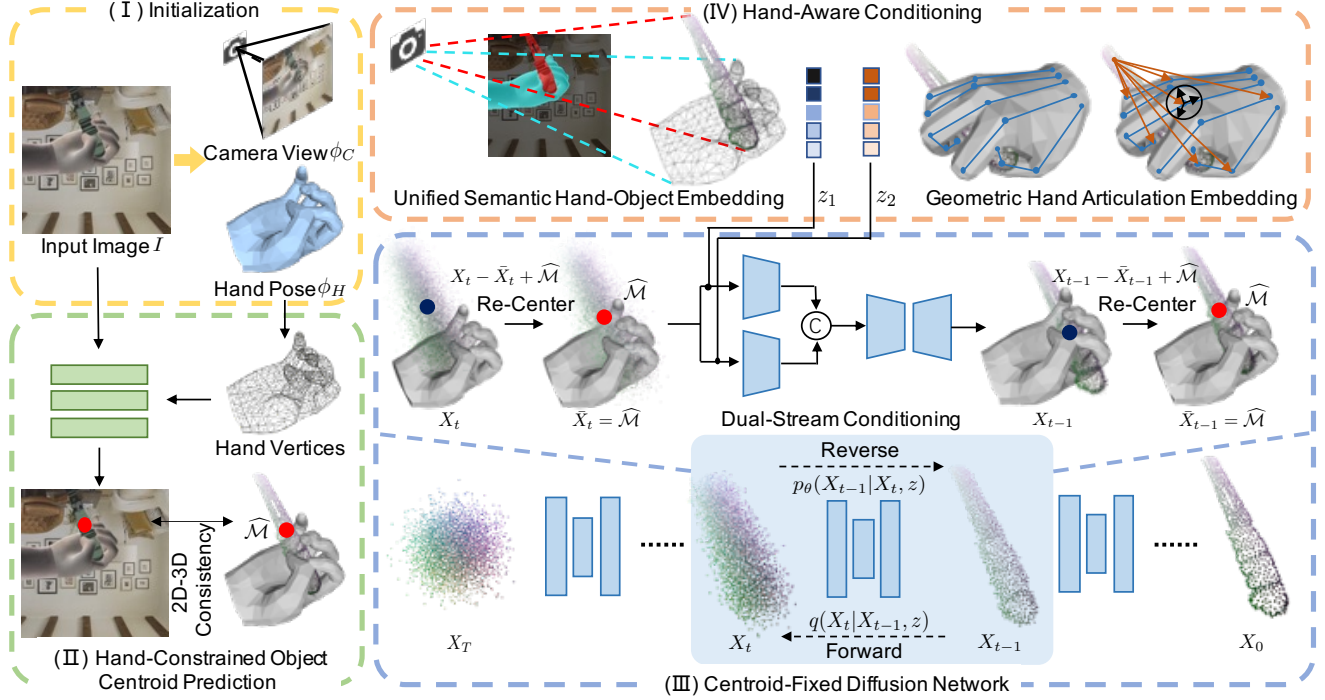 (Ⅰ) Initialization
Camera View ϕ_C
Input Image I
Hand Pose ϕ_H
Hand Vertices
M̂
2D-3D
Consistency
(Ⅱ) Hand-Constrained Object
Centroid Prediction
(Ⅳ) Hand-Aware Conditioning
Unified Semantic Hand-Object Embedding
z_1
z_2
Geometric Hand Articulation Embedding
X_t − X̄_t + M̂
Re-Center
M̂
X_t
X̄_t = M̂
C
Dual-Stream Conditioning
X_{t-1} − X̄_{t-1} + M̂
Re-Center
M̂
X_{t-1}
X̄_{t-1} = M̂
Reverse
p_θ(X_{t-1}|X_t, z)
......
......
q(X_t|X_{t-1}, z)
Forward
X_T
X_t
X_{t-1}
X_0
(Ⅲ) Centroid-Fixed Diffusion Network